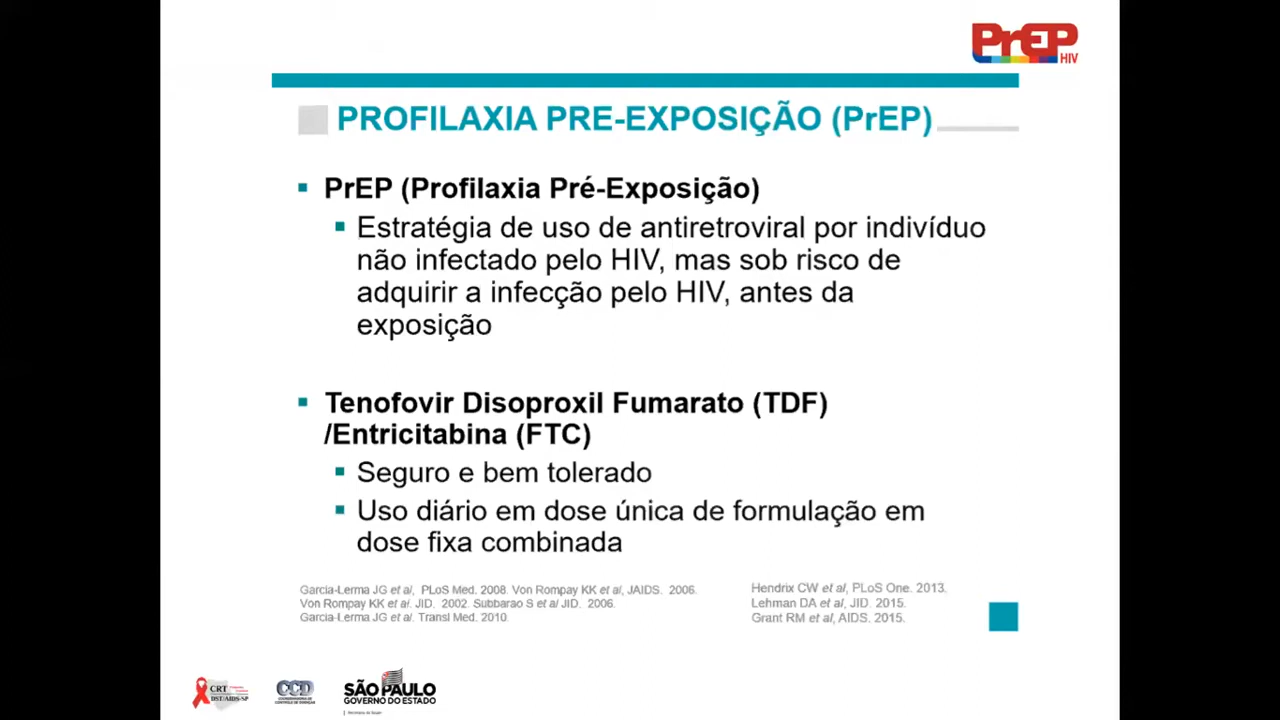 PrEP
HIV
PROFILAXIA PRE-EXPOSIÇÃO (PrEP)
PrEP (Profilaxia Pré-Exposição)
Estratégia de uso de antiretroviral por indivíduo
não infectado pelo HIV, mas sob risco de
adquirir a infecção pelo HIV, antes da
exposição
Tenofovir Disoproxil Fumarato (TDF)
/Entricitabina (FTC)
Seguro e bem tolerado
Uso diário em dose única de formulação em
dose fixa combinada
Garcia-Lerma JG et al, PLoS Med. 2008. Von Rompay KK et al, JAIDS. 2006.
Von Rompay KK et al. JID. 2002. Subbarao S et al JID. 2006.
Garcia-Lerma JG et al. Transl Med. 2010.
Hendrix CW et al, PLoS One. 2013.
Lehman DA et al, JID. 2015.
Grant RM et al, AIDS. 2015.
CRT
DST/AIDS-SP
CCD
COORDENADORIA DE
CONTROLE DE DOENÇAS
SÃO PAULO
GOVERNO DO ESTADO
Secretaria da Saúde